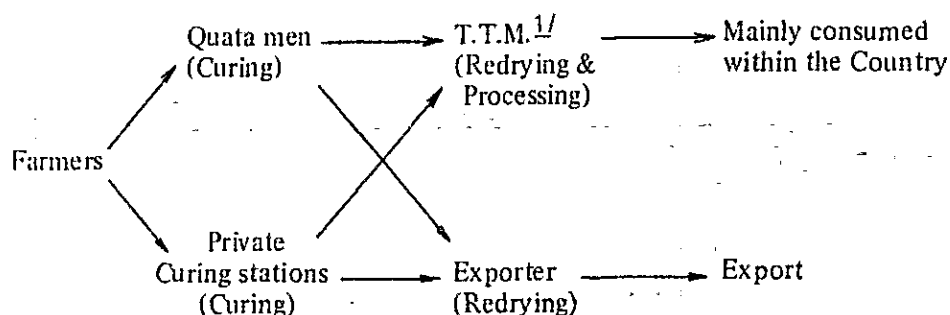 Quata men
(Curing)
T.T.M. 1/
(Redrying &
Processing)
Mainly consumed
within the Country
Farmers
Private
Curing stations
(Curing)
Exporter
(Redrying)
Export